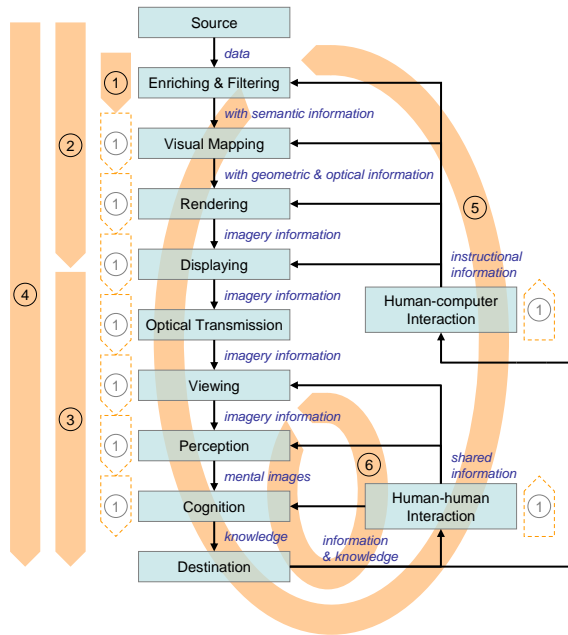 Source
data
1
Enriching & Filtering
with semantic information
1
Visual Mapping
2
with geometric & optical information
1
Rendering
5
imagery information
1
Displaying
instructional
information
4
imagery information
1
Optical Transmission
Human-computer
Interaction
1
imagery information
1
Viewing
3
imagery information
1
Perception
6
shared
information
mental images
1
Cognition
Human-human
Interaction
1
knowledge
information
& knowledge
Destination